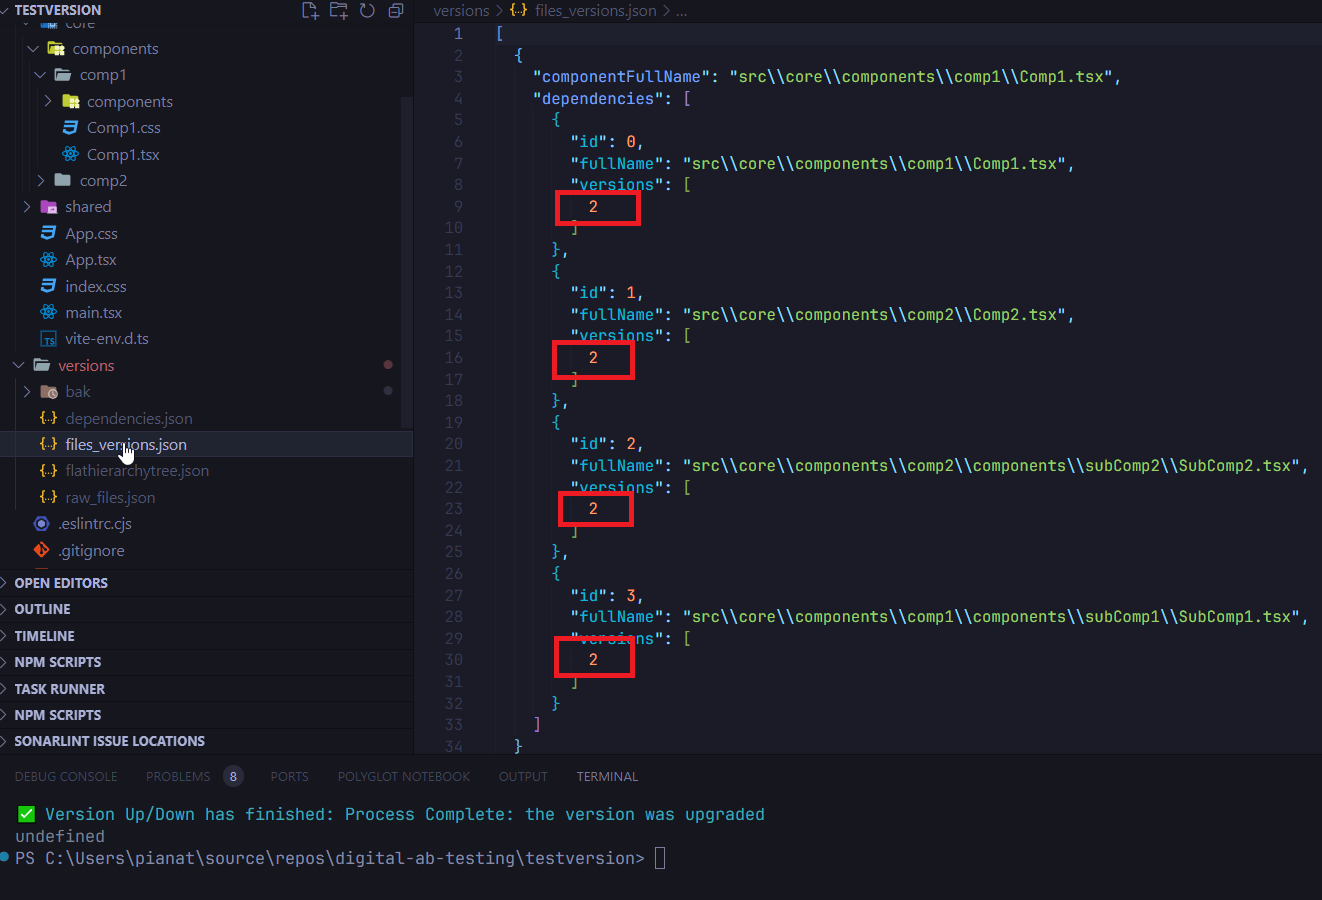 TESTVERSION
core
components
comp1
components
Comp1.css
Comp1.tsx
comp2
shared
App.css
App.tsx
index.css
main.tsx
TS vite-env.d.ts
versions
bak
{..} dependencies.json
{..} files_versions.json
{..} flathierarchytree.json
{..} raw_files.json
.eslintrc.cjs
.gitignore
OPEN EDITORS
OUTLINE
TIMELINE
NPM SCRIPTS
TASK RUNNER
NPM SCRIPTS
SONARLINT ISSUE LOCATIONS
versions > {..} files_versions.json > ...
1 [
2 {
3 "componentFullName": "src\\core\\components\\comp1\\Comp1.tsx",
4 "dependencies": [
5 {
6 "id": 0,
7 "fullName": "src\\core\\components\\comp1\\Comp1.tsx",
8 "versions": [
9 2
10 ]
11 },
12 {
13 "id": 1,
14 "fullName": "src\\core\\components\\comp2\\Comp2.tsx",
15 "versions": [
16 2
17 ]
18 },
19 {
20 "id": 2,
21 "fullName": "src\\core\\components\\comp2\\components\\subComp2\\SubComp2.tsx",
22 "versions": [
23 2
24 ]
25 },
26 {
27 "id": 3,
28 "fullName": "src\\core\\components\\comp1\\components\\subComp1\\SubComp1.tsx",
29 "versions": [
30 2
31 ]
32 }
33 ]
34 }
DEBUG CONSOLE PROBLEMS 8 PORTS POLYGLOT NOTEBOOK OUTPUT TERMINAL
✅ Version Up/Down has finished: Process Complete: the version was upgraded
undefined
PS C:\Users\pianat\source\repos\digital-ab-testing\testversion>